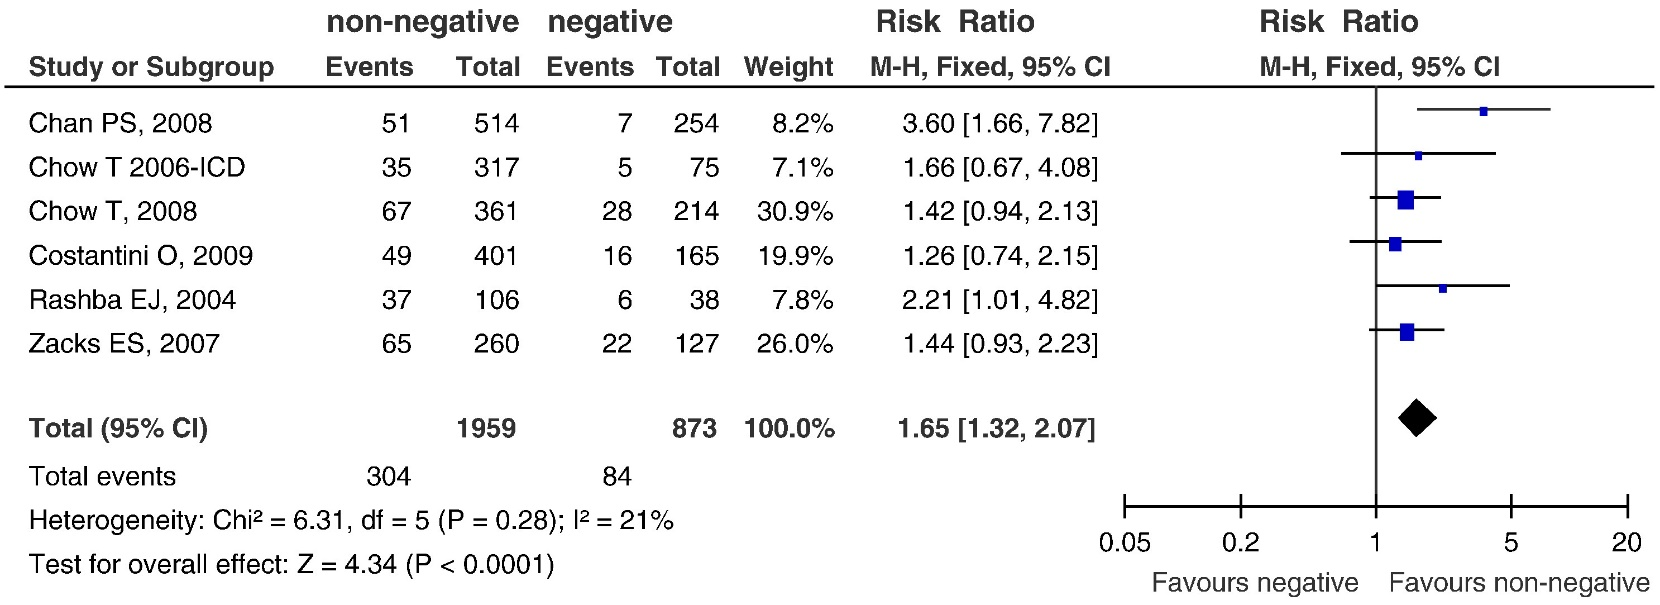 non-negative negative Risk Ratio Risk Ratio
Study or Subgroup Events Total Events Total Weight M-H, Fixed, 95% CI M-H, Fixed, 95% CI
Chan PS, 2008 51 514 7 254 8.2% 3.60 [1.66, 7.82]
Chow T 2006-ICD 35 317 5 75 7.1% 1.66 [0.67, 4.08]
Chow T, 2008 67 361 28 214 30.9% 1.42 [0.94, 2.13]
Costantini O, 2009 49 401 16 165 19.9% 1.26 [0.74, 2.15]
Rashba EJ, 2004 37 106 6 38 7.8% 2.21 [1.01, 4.82]
Zacks ES, 2007 65 260 22 127 26.0% 1.44 [0.93, 2.23]
Total (95% CI) 1959 873 100.0% 1.65 [1.32, 2.07]
Total events 304 84
Heterogeneity: Chi² = 6.31, df = 5 (P = 0.28); I² = 21%
Test for overall effect: Z = 4.34 (P < 0.0001)
0.05 0.2 1 5 20
Favours negative Favours non-negative